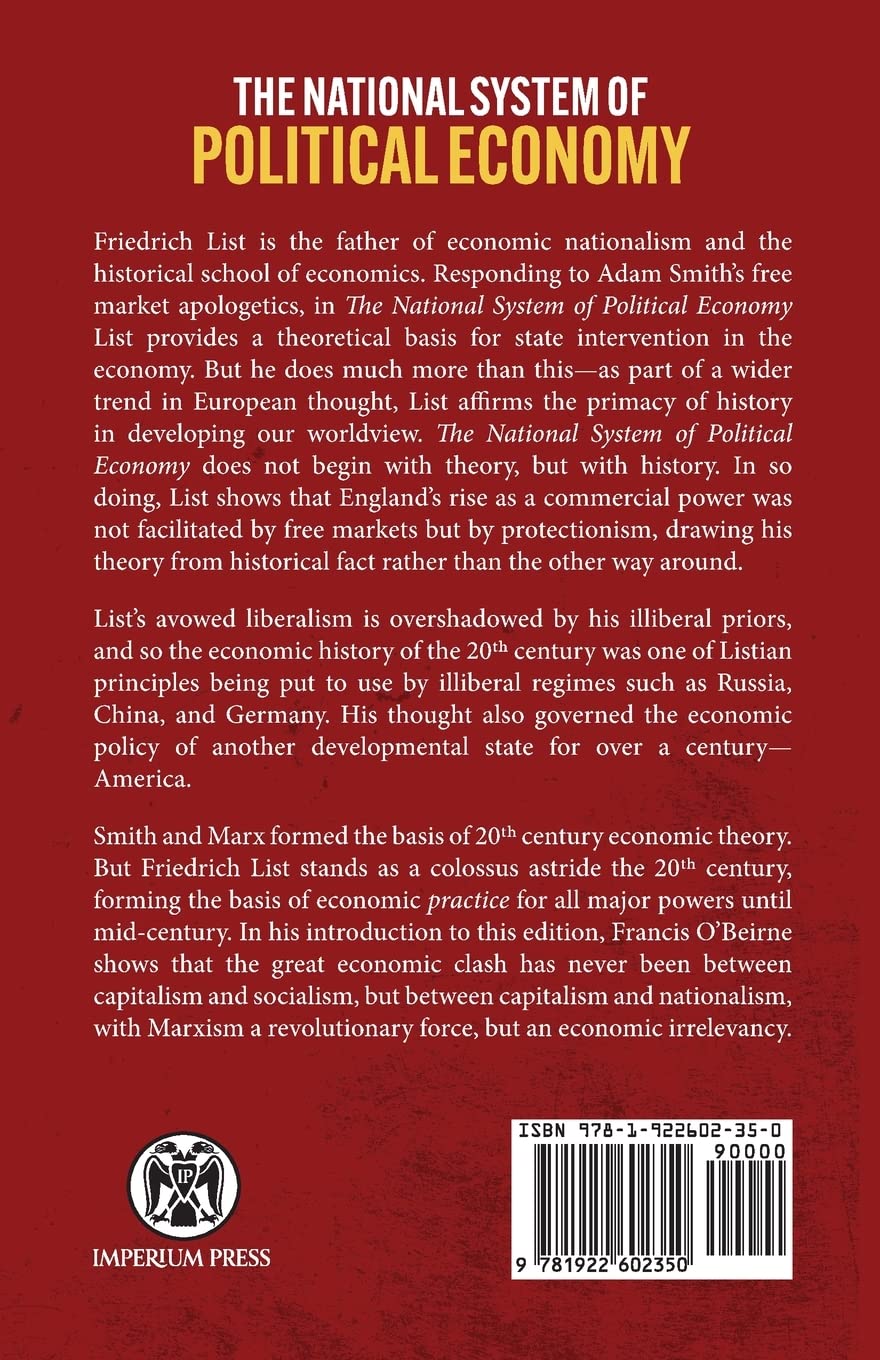 THE NATIONAL SYSTEM OF
POLITICAL ECONOMY
Friedrich List is the father of economic nationalism and the
historical school of economics. Responding to Adam Smith’s free
market apologetics, in The National System of Political Economy
List provides a theoretical basis for state intervention in the
economy. But he does much more than this—as part of a wider
trend in European thought, List affirms the primacy of history
in developing our worldview. The National System of Political
Economy does not begin with theory, but with history. In so
doing, List shows that England’s rise as a commercial power was
not facilitated by free markets but by protectionism, drawing his
theory from historical fact rather than the other way around.
List’s avowed liberalism is overshadowed by his illiberal priors,
and so the economic history of the 20th century was one of Listian
principles being put to use by illiberal regimes such as Russia,
China, and Germany. His thought also governed the economic
policy of another developmental state for over a century—
America.
Smith and Marx formed the basis of 20th century economic theory.
But Friedrich List stands as a colossus astride the 20th century,
forming the basis of economic practice for all major powers until
mid-century. In his introduction to this edition, Francis O’Beirne
shows that the great economic clash has never been between
capitalism and socialism, but between capitalism and nationalism,
with Marxism a revolutionary force, but an economic irrelevancy.
IP
IMPERIUM PRESS
ISBN 978-1-922602-35-0
90000
9 781922 602350